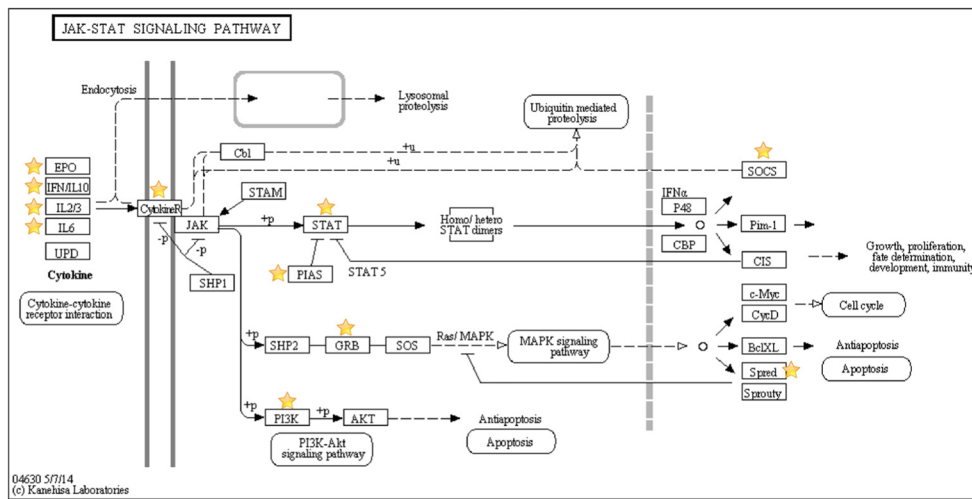 JAK-STAT SIGNALING PATHWAY
Endocytosis
Lysosomal
proteolysis
Ubiquitin mediated
proteolysis
Cbl
+u
+u
EPO
IFN/IL10
IL2/3
IL6
UPD
Cytokine
Cytokine-cytokine
receptor interaction
CytokineR
JAK
STAM
-p
-p
SHP1
+p
STAT
PIAS
STAT 5
Homo/ hetero
STAT dimers
IFNα
P48
CBP
SOCS
Pim-1
CIS
Growth, proliferation,
fate determination,
development, immunity
c-Myc
CycD
Cell cycle
+p
SHP2
GRB
SOS
Ras/ MAPK
MAPK signaling
pathway
BclXL
Antiapoptosis
Spred
Apoptosis
Sprouty
+p
PI3K
+p
AKT
Antiapoptosis
PI3K-Akt
signaling pathway
Apoptosis
04630 5/7/14
(c) Kanehisa Laboratories